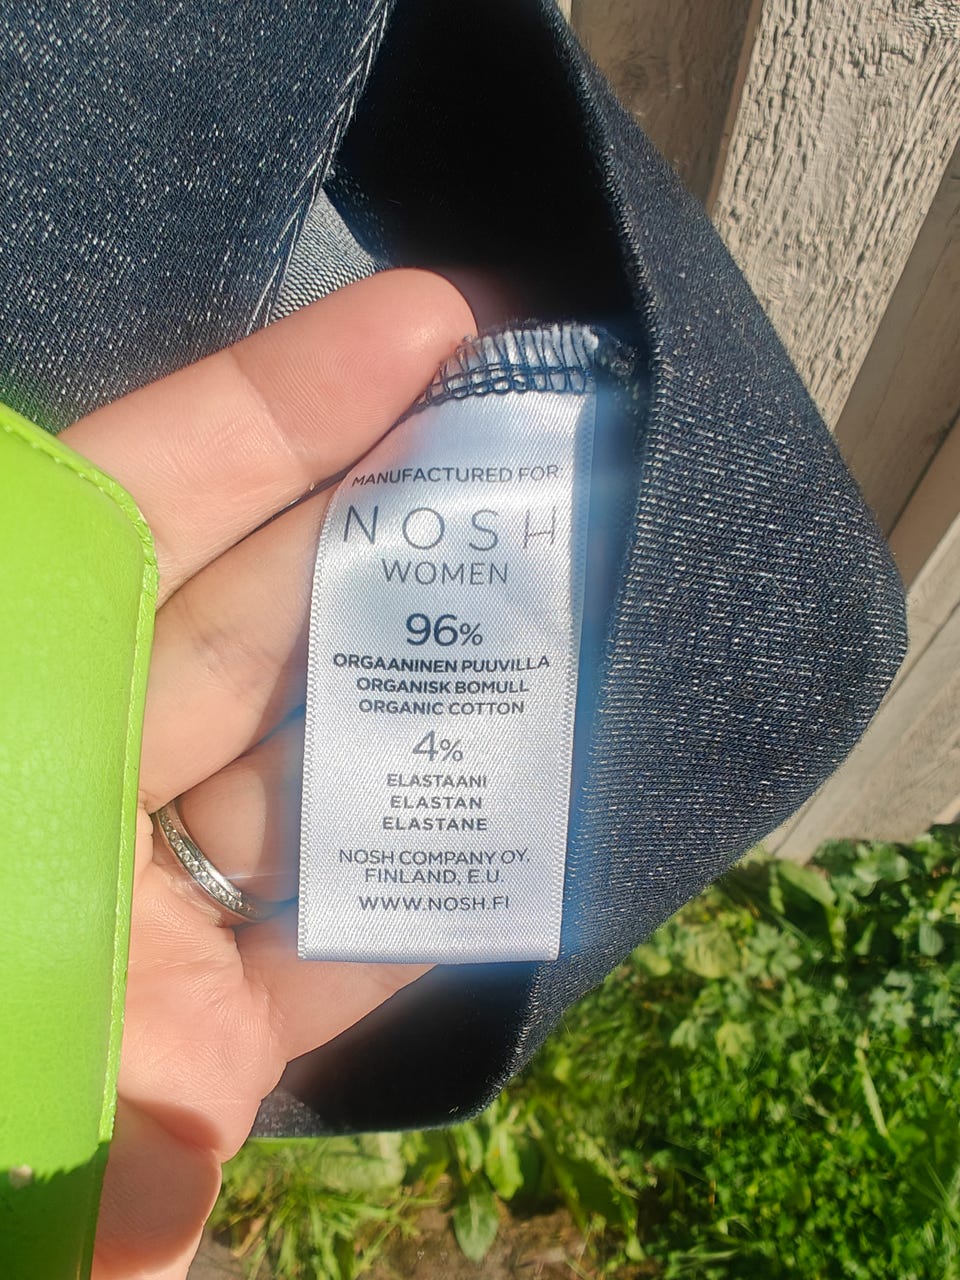 MANUFACTURED FOR:
NOSH
WOMEN
96%
ORGAANINEN PUUVILLA
ORGANISK BOMULL
ORGANIC COTTON
4%
ELASTAANI
ELASTAN
ELASTANE
NOSH COMPANY OY.
FINLAND, E.U.
WWW.NOSH.FI